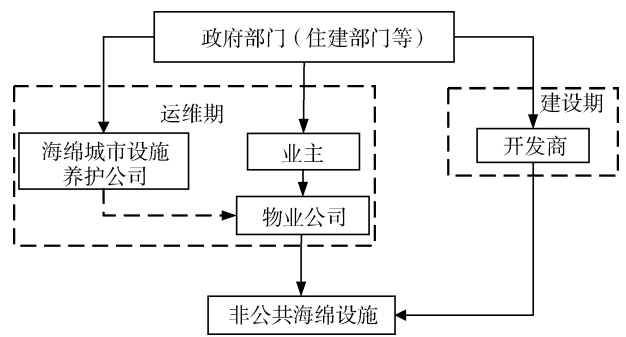 政府部门(住建部门等)
运维期
建设期
海绵城市设施
养护公司
业主
开发商
物业公司
非公共海绵设施